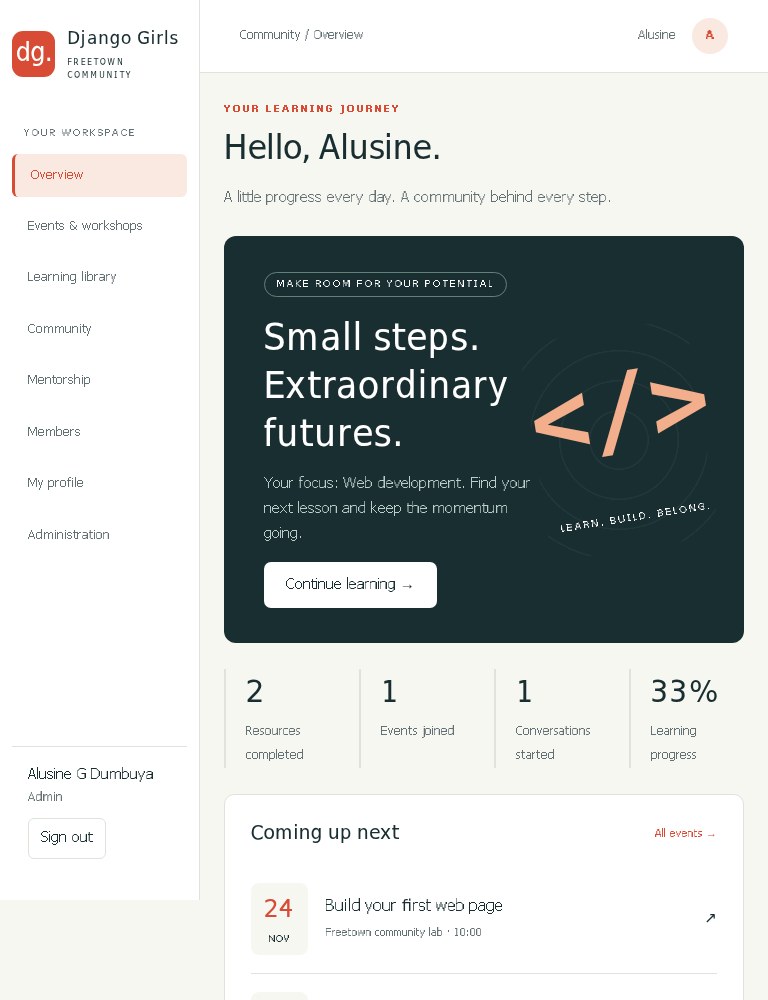 dg.
Django Girls
FREETOWN
COMMUNITY
YOUR WORKSPACE
Overview
Events & workshops
Learning library
Community
Mentorship
Members
My profile
Administration
Alusine G Dumbuya
Admin
Sign out
Community / Overview
Alusine
A
YOUR LEARNING JOURNEY
Hello, Alusine.
A little progress every day. A community behind every step.
MAKE ROOM FOR YOUR POTENTIAL
Small steps.
Extraordinary
futures.
Your focus: Web development. Find your
next lesson and keep the momentum
going.
Continue learning →
</>
LEARN. BUILD. BELONG.
2
Resources
completed
1
Events joined
1
Conversations
started
33%
Learning
progress
Coming up next
All events →
24
NOV
Build your first web page
Freetown community lab · 10:00
↗